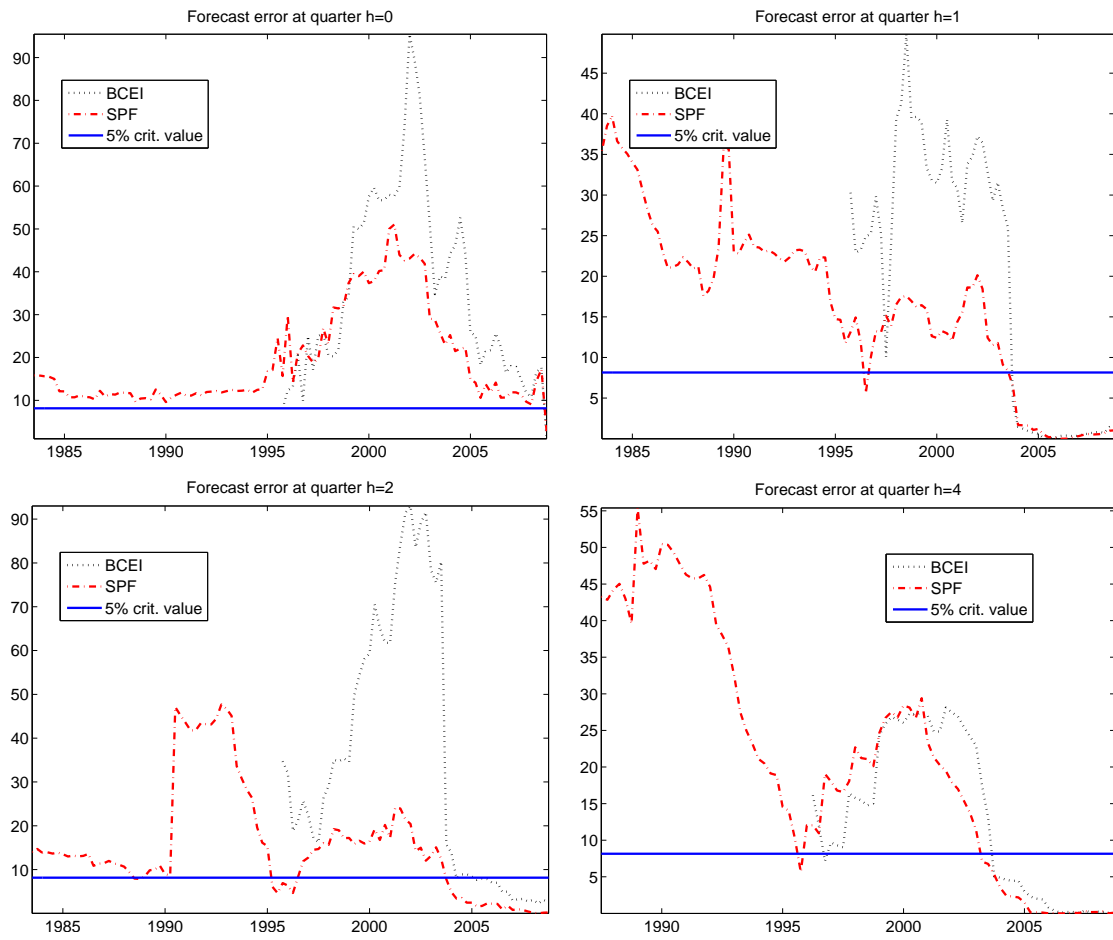 Forecast error at quarter h=0
90
80
70
60
50
40
30
20
10
BCEI
SPF
5% crit. value
1985 1990 1995 2000 2005
Forecast error at quarter h=1
45
40
35
30
25
20
15
10
5
BCEI
SPF
5% crit. value
1985 1990 1995 2000 2005
Forecast error at quarter h=2
90
80
70
60
50
40
30
20
10
BCEI
SPF
5% crit. value
1985 1990 1995 2000 2005
Forecast error at quarter h=4
55
50
45
40
35
30
25
20
15
10
5
BCEI
SPF
5% crit. value
1990 1995 2000 2005